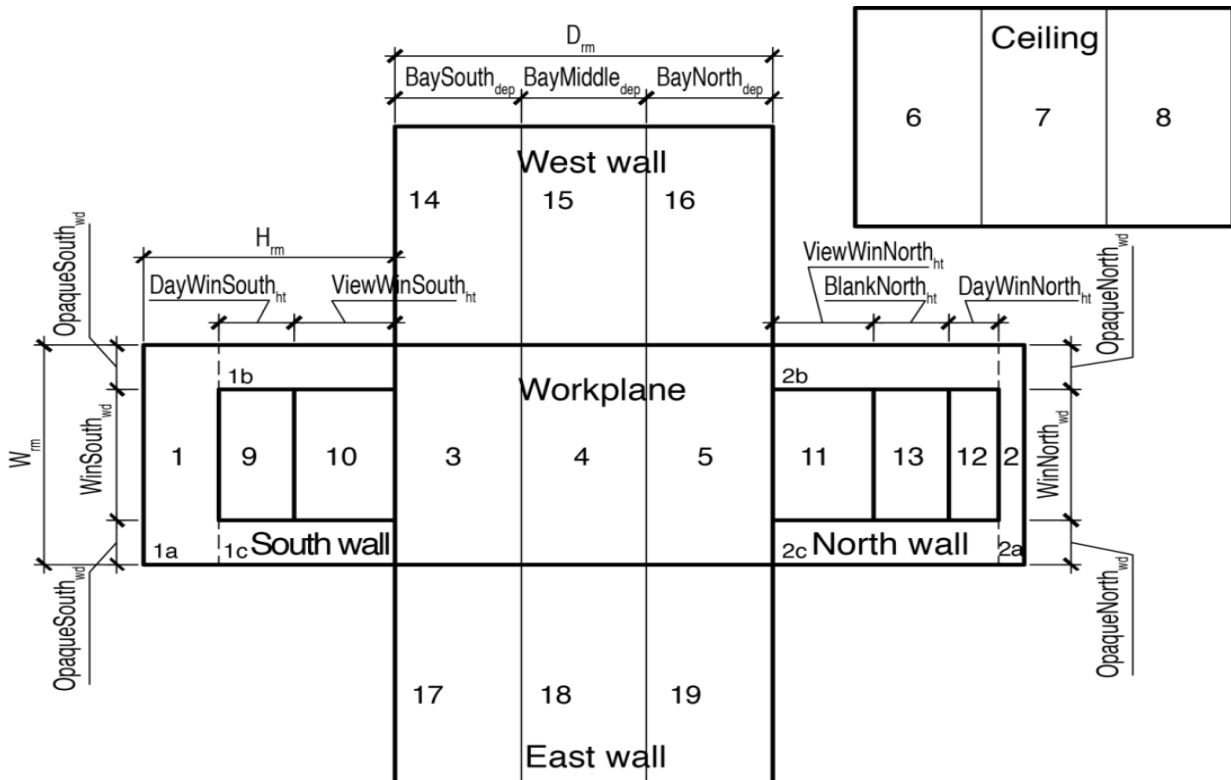 D_rm
BaySouth_dep BayMiddle_dep BayNorth_dep
Ceiling
6 7 8
West wall
14 15 16
OpaqueSouth_wd
H_rm
DayWinSouth_ht ViewWinSouth_ht
ViewWinNorth_ht
BlankNorth_ht DayWinNorth_ht
OpaqueNorth_wd
1b Workplane 2b
W_rm WinSouth_wd 1 9 10 3 4 5 11 13 12 2 WinNorth_wd
1a 1c South wall 2c North wall 2a
OpaqueSouth_wd
OpaqueNorth_wd
17 18 19
East wall